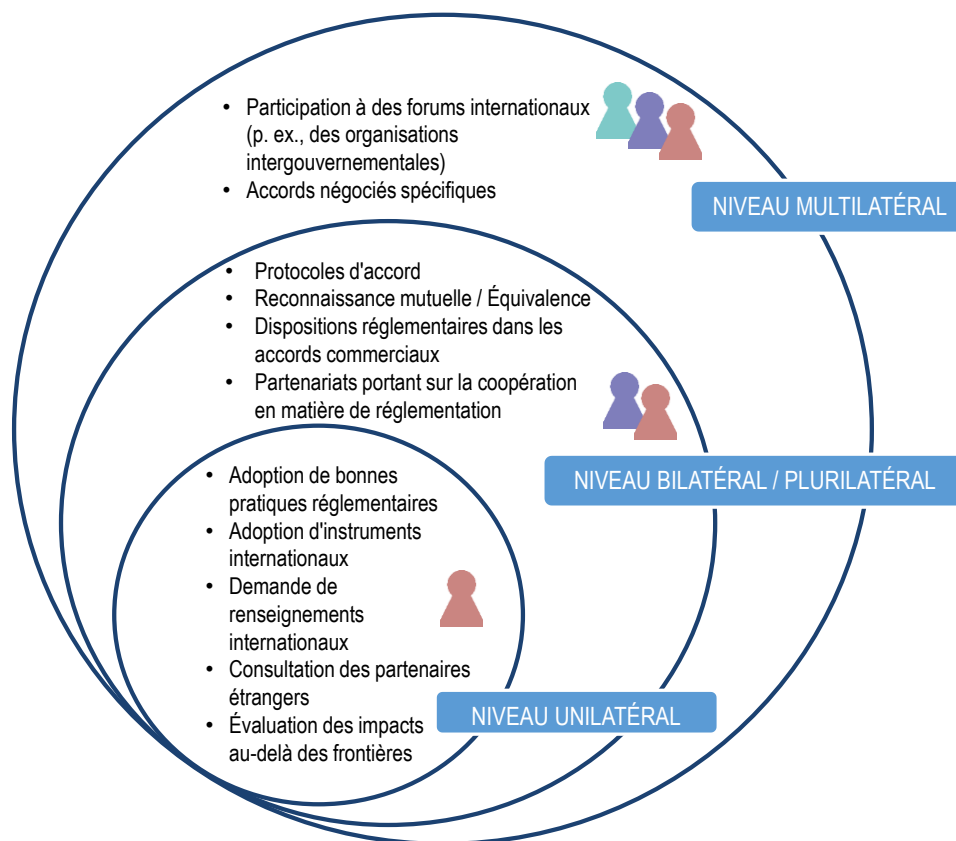 • Participation à des forums internationaux
(p. ex., des organisations
intergouvernementales)
• Accords négociés spécifiques
NIVEAU MULTILATÉRAL
• Protocoles d'accord
• Reconnaissance mutuelle / Équivalence
• Dispositions réglementaires dans les
accords commerciaux
• Partenariats portant sur la coopération
en matière de réglementation
NIVEAU BILATÉRAL / PLURILATÉRAL
• Adoption de bonnes
pratiques réglementaires
• Adoption d'instruments
internationaux
• Demande de
renseignements
internationaux
• Consultation des partenaires
étrangers
• Évaluation des impacts
au-delà des frontières
NIVEAU UNILATÉRAL